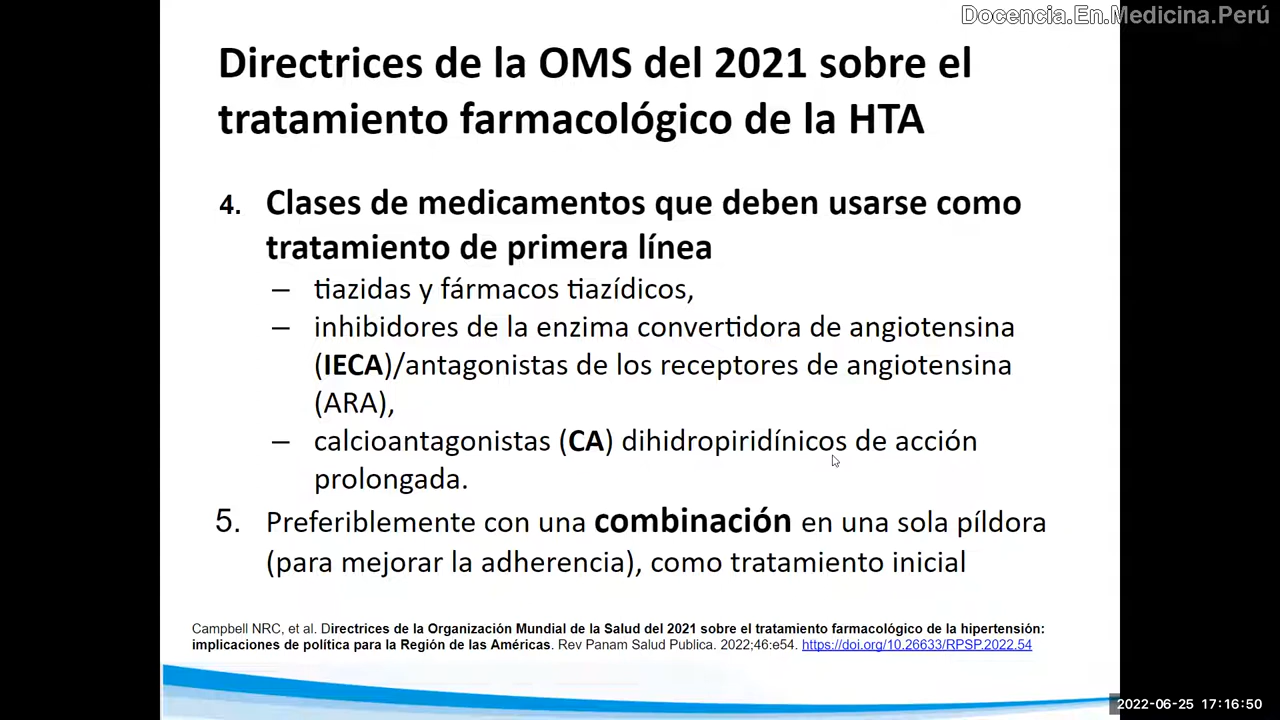 Docencia.En.Medicina.Perú
Directrices de la OMS del 2021 sobre el
tratamiento farmacológico de la HTA
4. Clases de medicamentos que deben usarse como
tratamiento de primera línea
– tiazidas y fármacos tiazídicos,
– inhibidores de la enzima convertidora de angiotensina
(IECA)/antagonistas de los receptores de angiotensina
(ARA),
– calcioantagonistas (CA) dihidropiridínicos de acción
prolongada.
5. Preferiblemente con una combinación en una sola píldora
(para mejorar la adherencia), como tratamiento inicial
Campbell NRC, et al. Directrices de la Organización Mundial de la Salud del 2021 sobre el tratamiento farmacológico de la hipertensión:
implicaciones de política para la Región de las Américas. Rev Panam Salud Publica. 2022;46:e54. https://doi.org/10.26633/RPSP.2022.54
2022-06-25 17:16:50